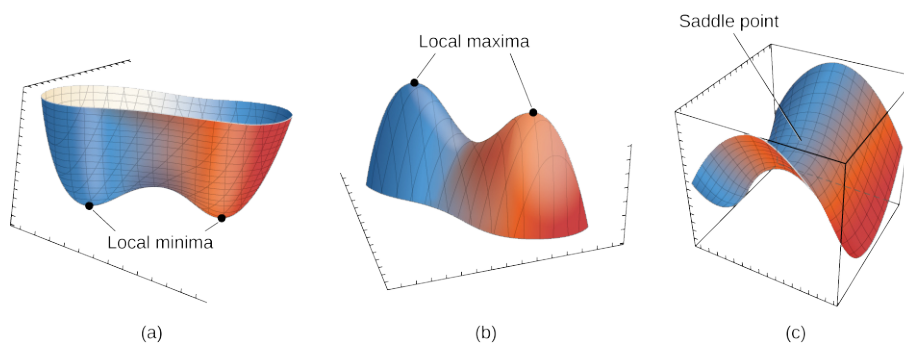 Saddle point
Local maxima
Local minima
(a)
(b)
(c)